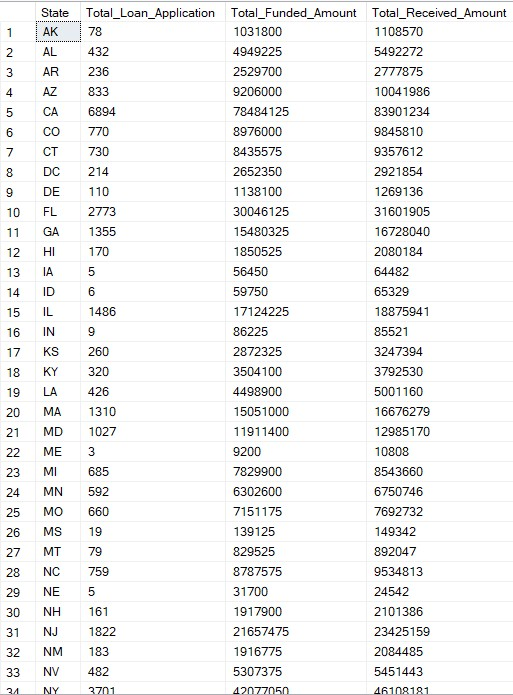 State Total_Loan_Application Total_Funded_Amount Total_Received_Amount
1 AK 78 1031800 1108570
2 AL 432 4949225 5492272
3 AR 236 2529700 2777875
4 AZ 833 9206000 10041986
5 CA 6894 78484125 83901234
6 CO 770 8976000 9845810
7 CT 730 8435575 9357612
8 DC 214 2652350 2921854
9 DE 110 1138100 1269136
10 FL 2773 30046125 31601905
11 GA 1355 15480325 16728040
12 HI 170 1850525 2080184
13 IA 5 56450 64482
14 ID 6 59750 65329
15 IL 1486 17124225 18875941
16 IN 9 86225 85521
17 KS 260 2872325 3247394
18 KY 320 3504100 3792530
19 LA 426 4498900 5001160
20 MA 1310 15051000 16676279
21 MD 1027 11911400 12985170
22 ME 3 9200 10808
23 MI 685 7829900 8543660
24 MN 592 6302600 6750746
25 MO 660 7151175 7692732
26 MS 19 139125 149342
27 MT 79 829525 892047
28 NC 759 8787575 9534813
29 NE 5 31700 24542
30 NH 161 1917900 2101386
31 NJ 1822 21657475 23425159
32 NM 183 1916775 2084485
33 NV 482 5307375 5451443
34 NY 3701 42077050 46108181